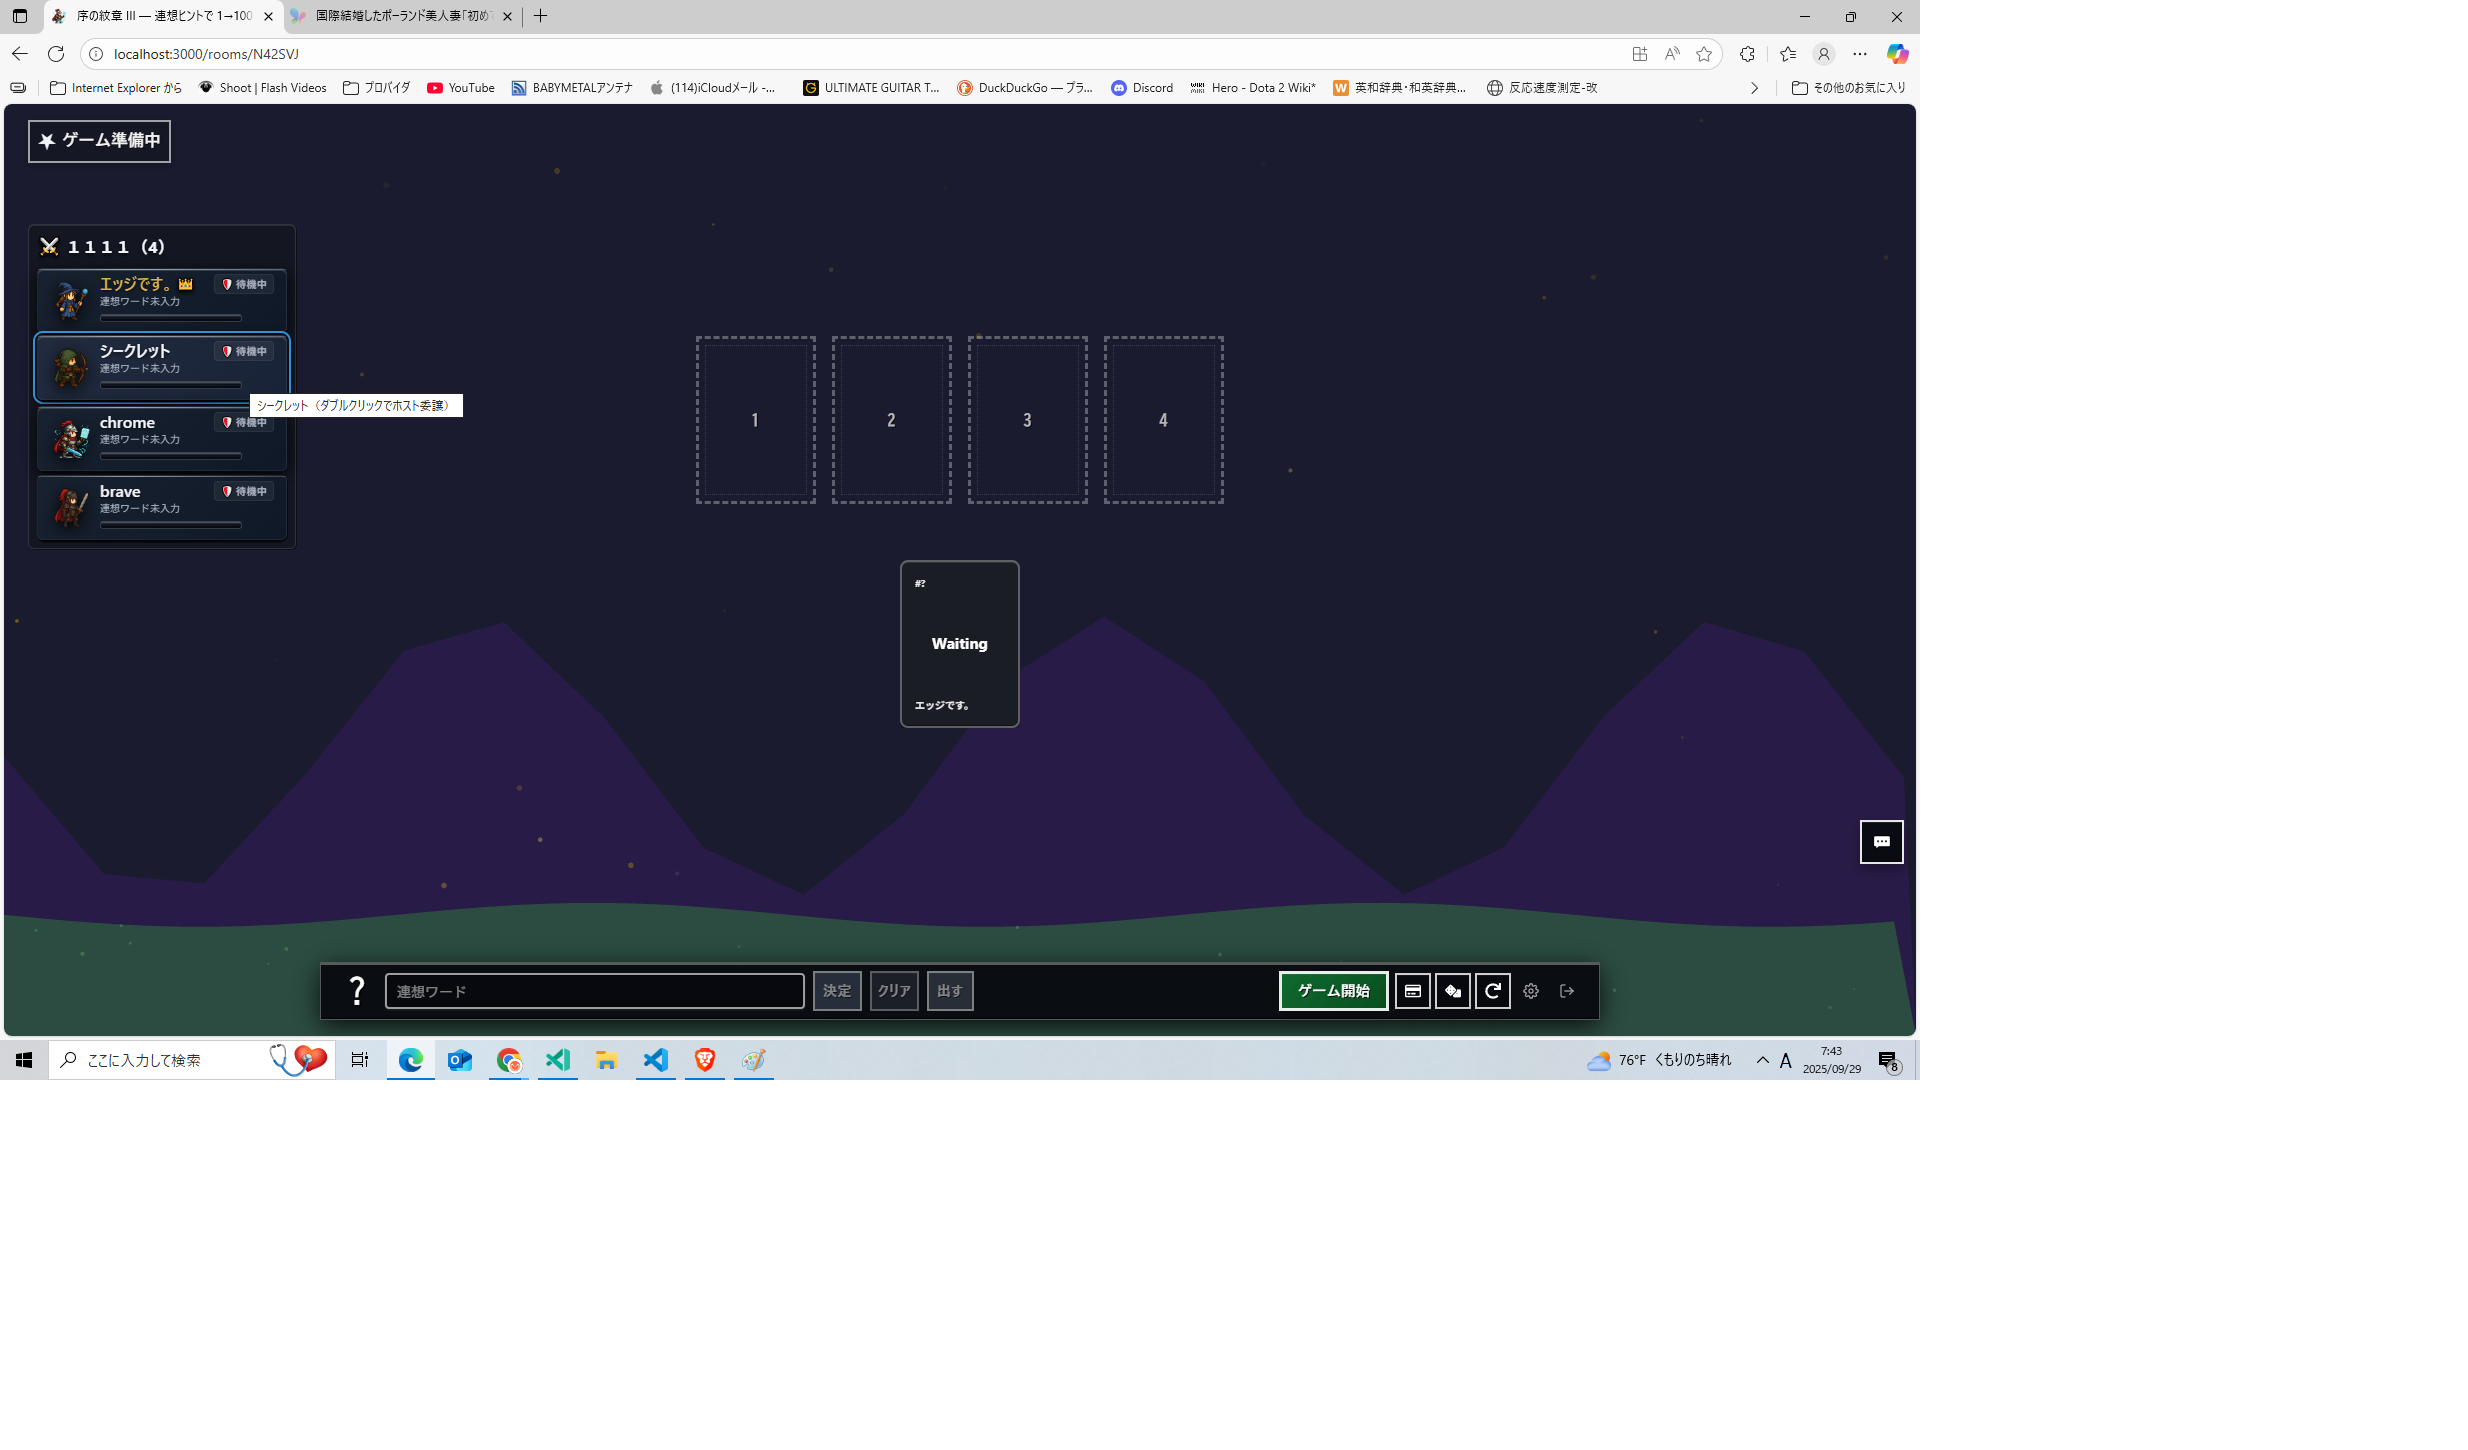 序の紋章 III — 連想ヒントで 1→100
国際結婚したポーランド美人妻「初めて
localhost:3000/rooms/N42SVJ
Internet Explorer から
Shoot | Flash Videos
プロバイダ
YouTube
BABYMETALアンテナ
(114)iCloudメール -...
ULTIMATE GUITAR T...
DuckDuckGo — プラ...
Discord
WIKI
Hero - Dota 2 Wiki*
英和辞典・和英辞典...
反応速度測定-改
その他のお気に入り
ゲーム準備中
１１１１（4）
エッジです。
待機中
連想ワード未入力
シークレット
待機中
連想ワード未入力
シークレット（ダブルクリックでホスト委譲）
chrome
待機中
連想ワード未入力
brave
待機中
連想ワード未入力
1
2
3
4
#?
Waiting
エッジです。
?
連想ワード
決定
クリア
出す
ゲーム開始
ここに入力して検索
76°F くもりのち晴れ
A
7:43
2025/09/29
8